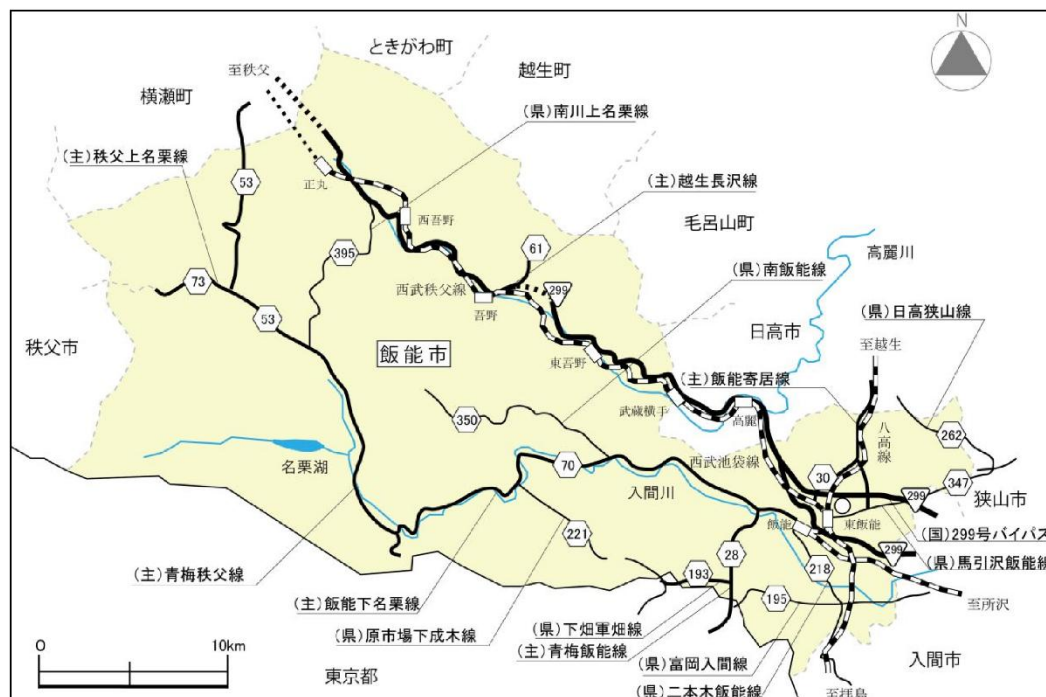 N
ときがわ町
至秩父
越生町
横瀬町
(県)南川上名栗線
(主)秩父上名栗線
53
正丸
(主)越生長沢線
西吾野
毛呂山町
61
395
高麗川
(県)南飯能線
73
西武秩父線
299
吾野
53
(県)日高狭山線
日高市
秩父市
飯能市
至越生
東吾野
(主)飯能寄居線
武蔵横手
高麗
八高線
350
262
西武池袋線
70
30
347
名栗湖
入間川
299
狭山市
飯能
東飯能
(国)299号バイパス
221
28
299
(県)馬引沢飯能線
(主)青梅秩父線
193
218
(主)飯能下名栗線
195
至所沢
(県)原市場下成木線
(県)下畑軍畑線
(主)青梅飯能線
0
10km
(県)富岡入間線
入間市
東京都
(県)二本木飯能線
至拝島